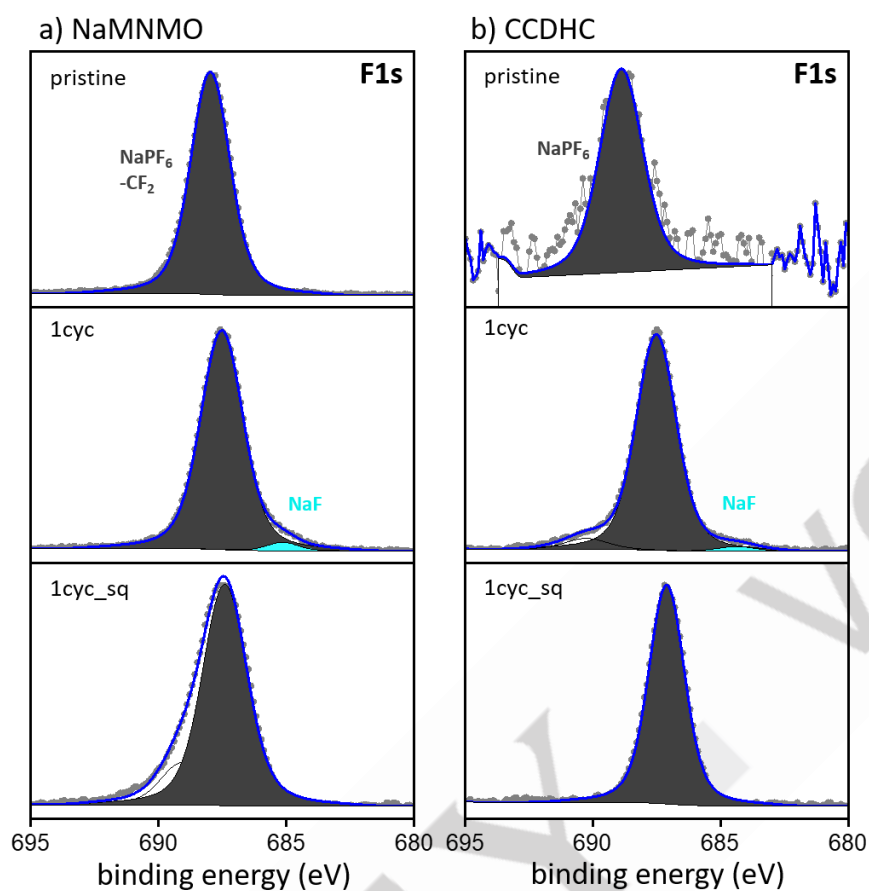 a) NaMNMO
b) CCDHC
pristine
F1s
NaPF₆
-CF₂
pristine
F1s
NaPF₆
1cyc
NaF
1cyc
NaF
1cyc_sq
1cyc_sq
695 690 685 680
695 690 685 680
binding energy (eV)
binding energy (eV)